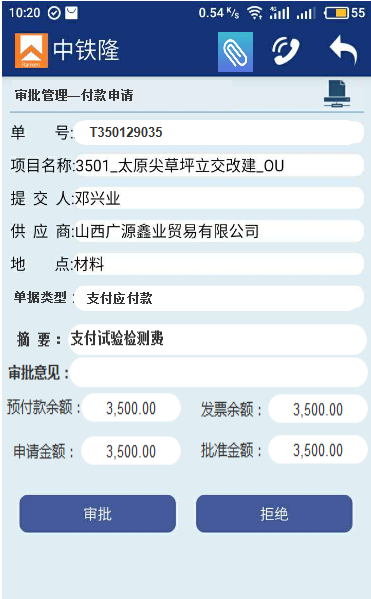 10:20 0.54 K/s 4G 55
中铁隆
审批管理—付款申请
单 号: T350129035
项目名称:3501_太原尖草坪立交改建_OU
提 交 人:邓兴业
供 应 商:山西广源鑫业贸易有限公司
地 点:材料
单据类型: 支付应付款
摘 要: 支付试验检测费
审批意见:
预付款余额: 3,500.00 发票余额: 3,500.00
申请金额: 3,500.00 批准金额: 3,500.00
审批 拒绝